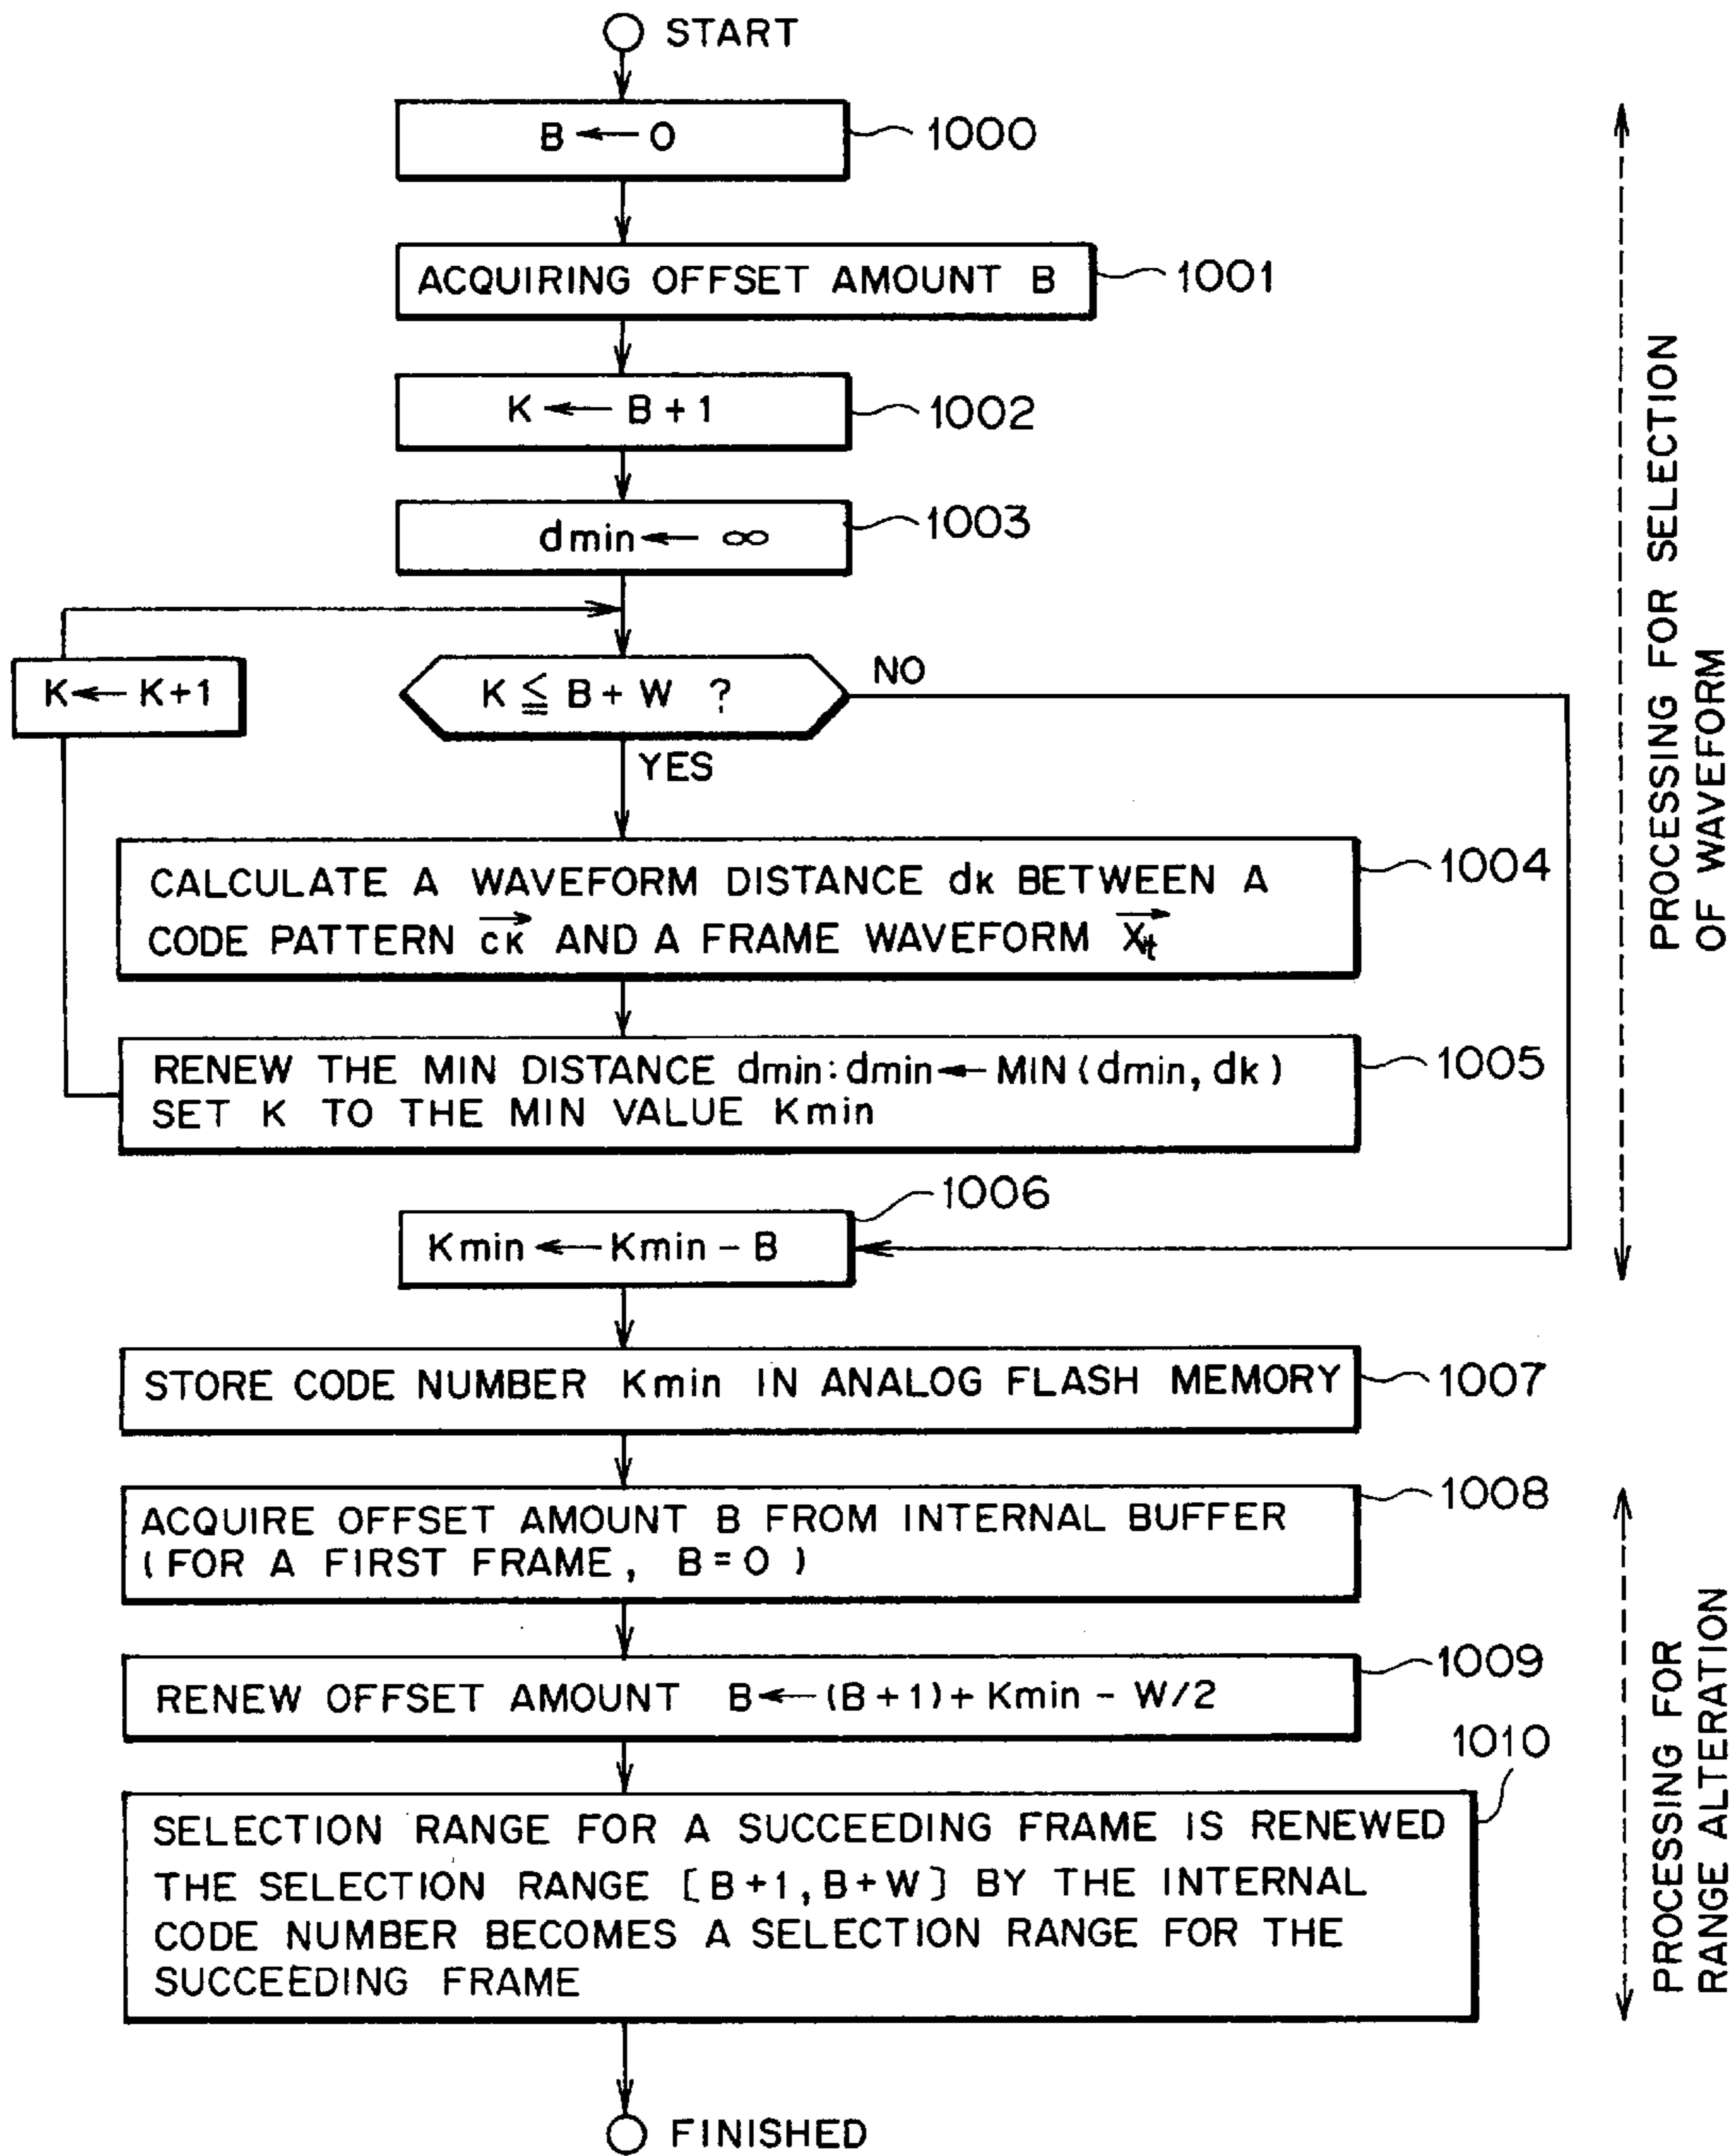 START
B ← 0
1000
ACQUIRING OFFSET AMOUNT B
1001
K ← B + 1
1002
dmin ← ∞
1003
K ← K+1
K ≦ B + W ?
NO
YES
CALCULATE A WAVEFORM DISTANCE dk BETWEEN A
CODE PATTERN cK AND A FRAME WAVEFORM Xt
1004
RENEW THE MIN DISTANCE dmin : dmin ← MIN (dmin, dk)
SET K TO THE MIN VALUE Kmin
1005
1006
Kmin ← Kmin - B
PROCESSING FOR SELECTION
OF WAVEFORM
STORE CODE NUMBER Kmin IN ANALOG FLASH MEMORY
1007
ACQUIRE OFFSET AMOUNT B FROM INTERNAL BUFFER
(FOR A FIRST FRAME, B = 0 )
1008
RENEW OFFSET AMOUNT B ← (B + 1) + Kmin - W/2
1009
1010
SELECTION RANGE FOR A SUCCEEDING FRAME IS RENEWED
THE SELECTION RANGE [B +1, B + W] BY THE INTERNAL
CODE NUMBER BECOMES A SELECTION RANGE FOR THE
SUCCEEDING FRAME
PROCESSING FOR
RANGE ALTERATION
FINISHED